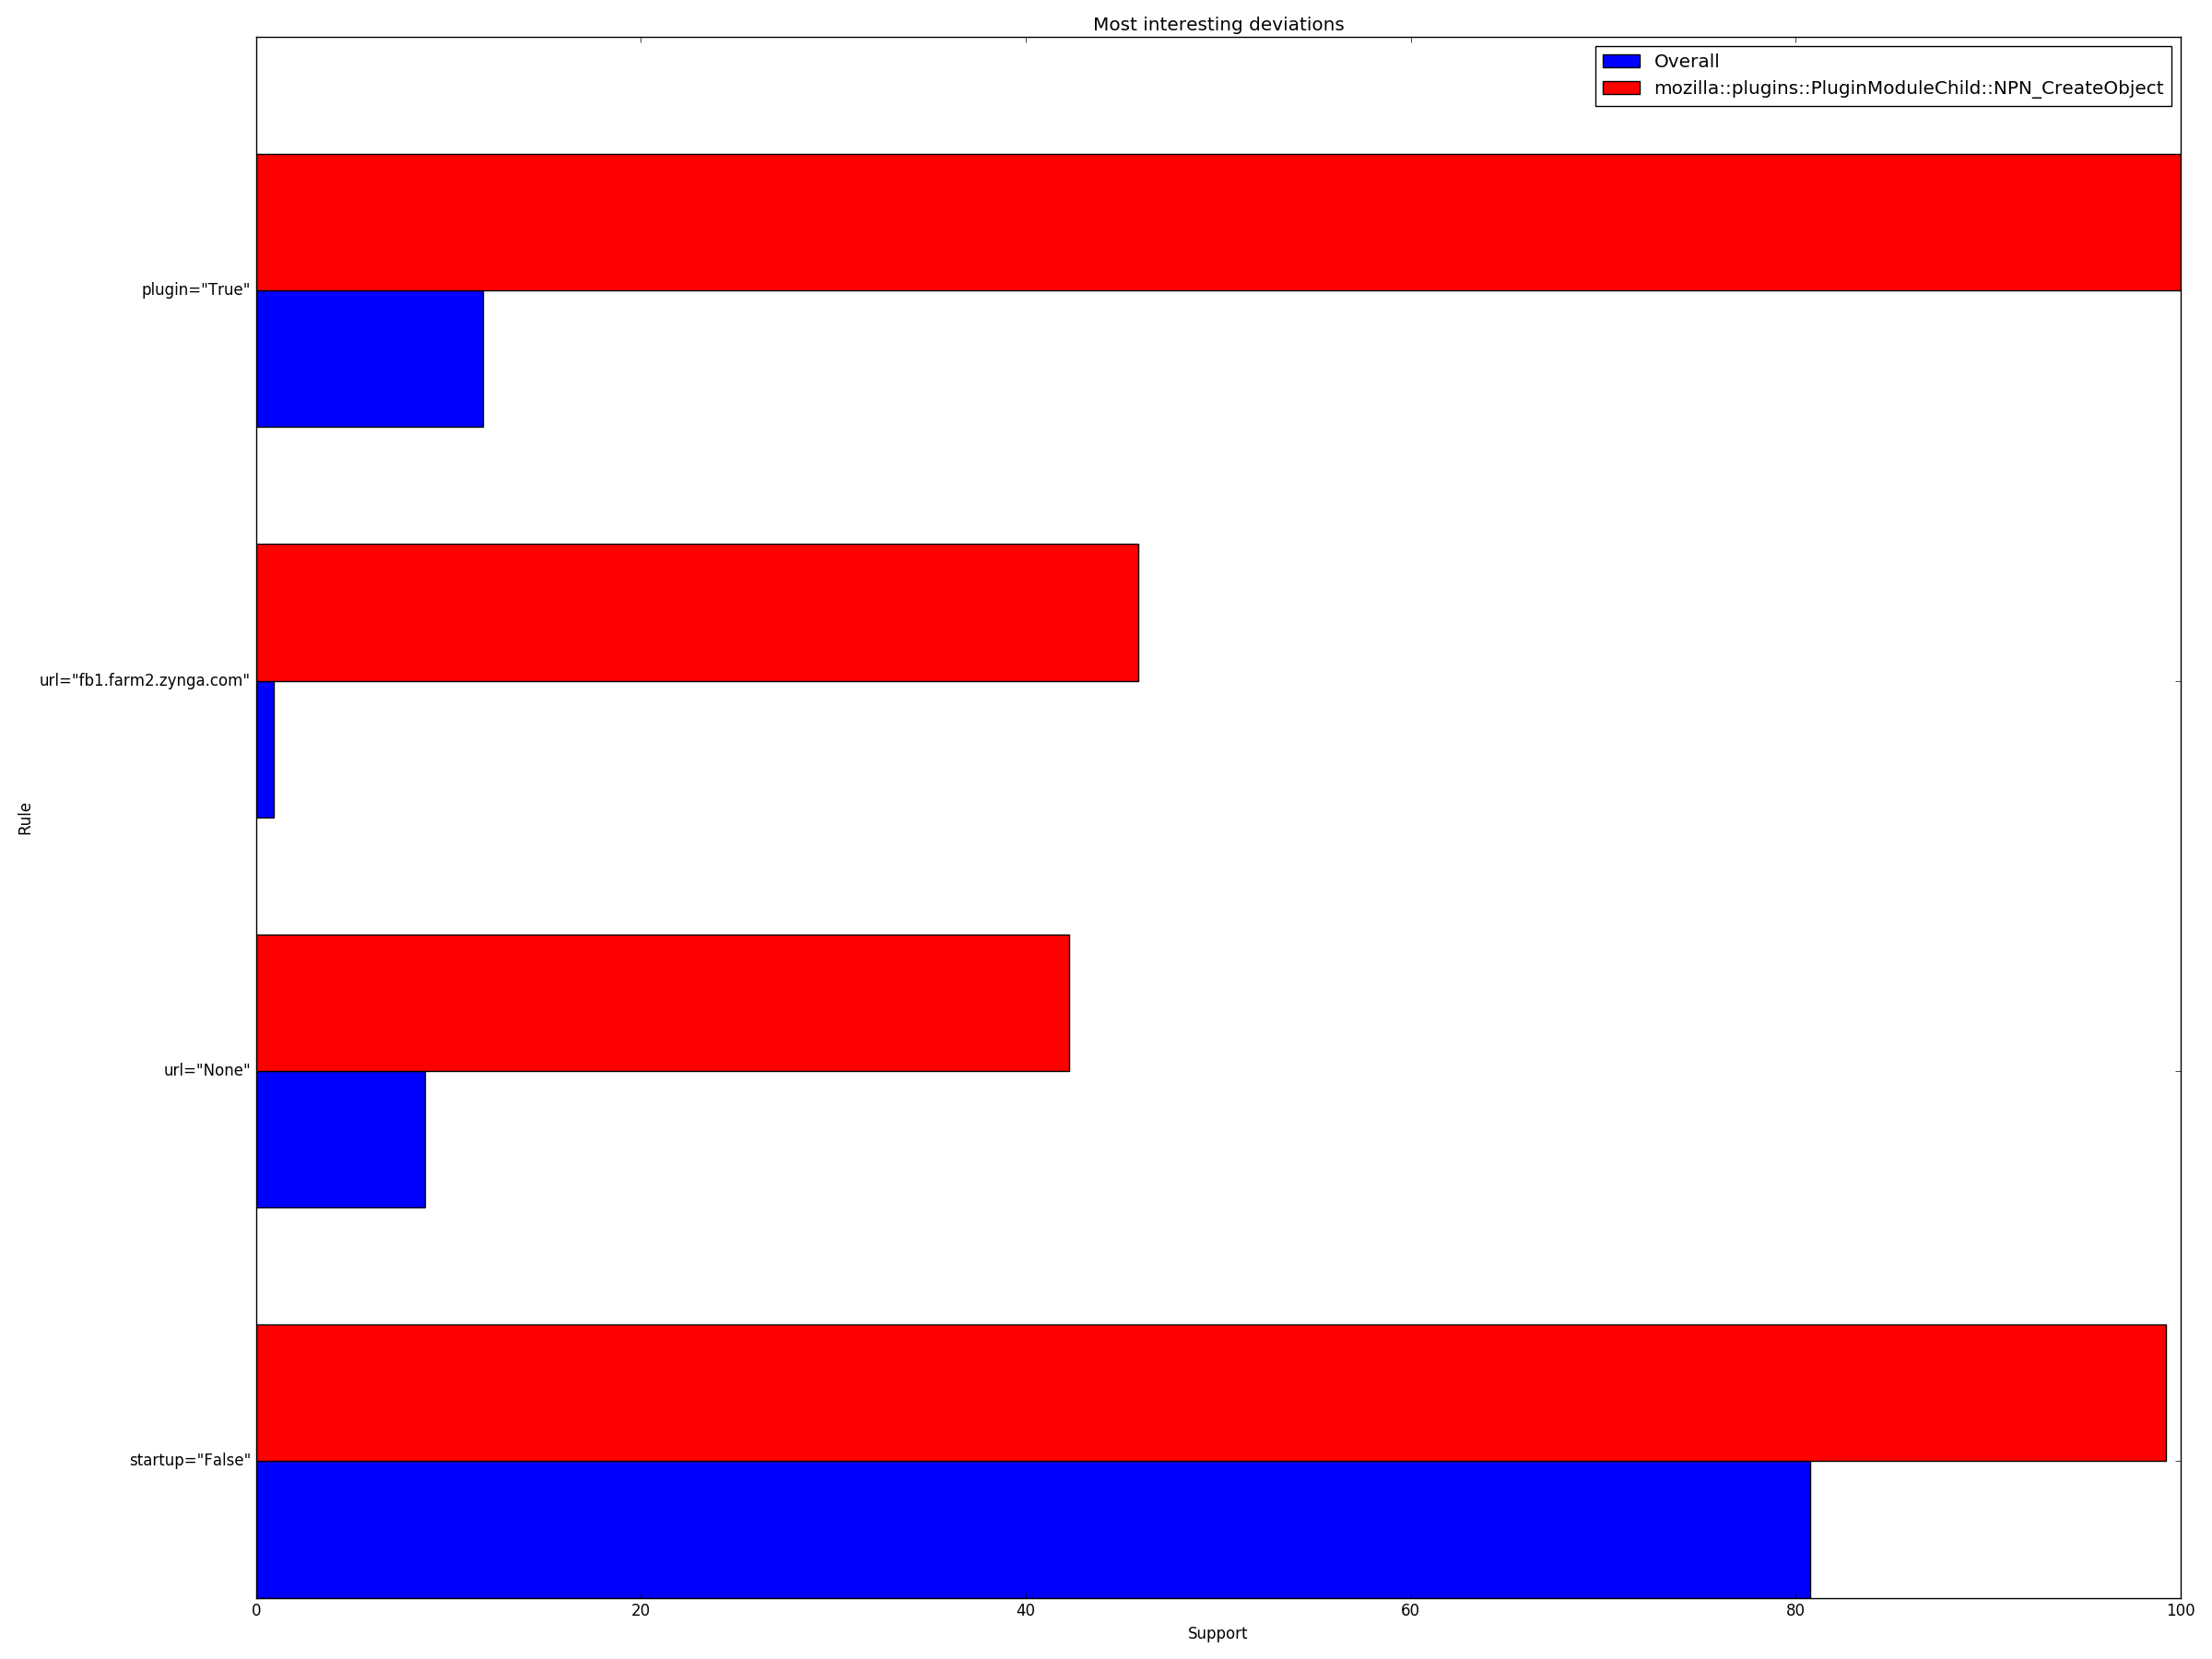 Most interesting deviations
Overall
mozilla::plugins::PluginModuleChild::NPN_CreateObject
plugin="True"
url="fb1.farm2.zynga.com"
url="None"
startup="False"
Rule
0 20 40 60 80 100
Support